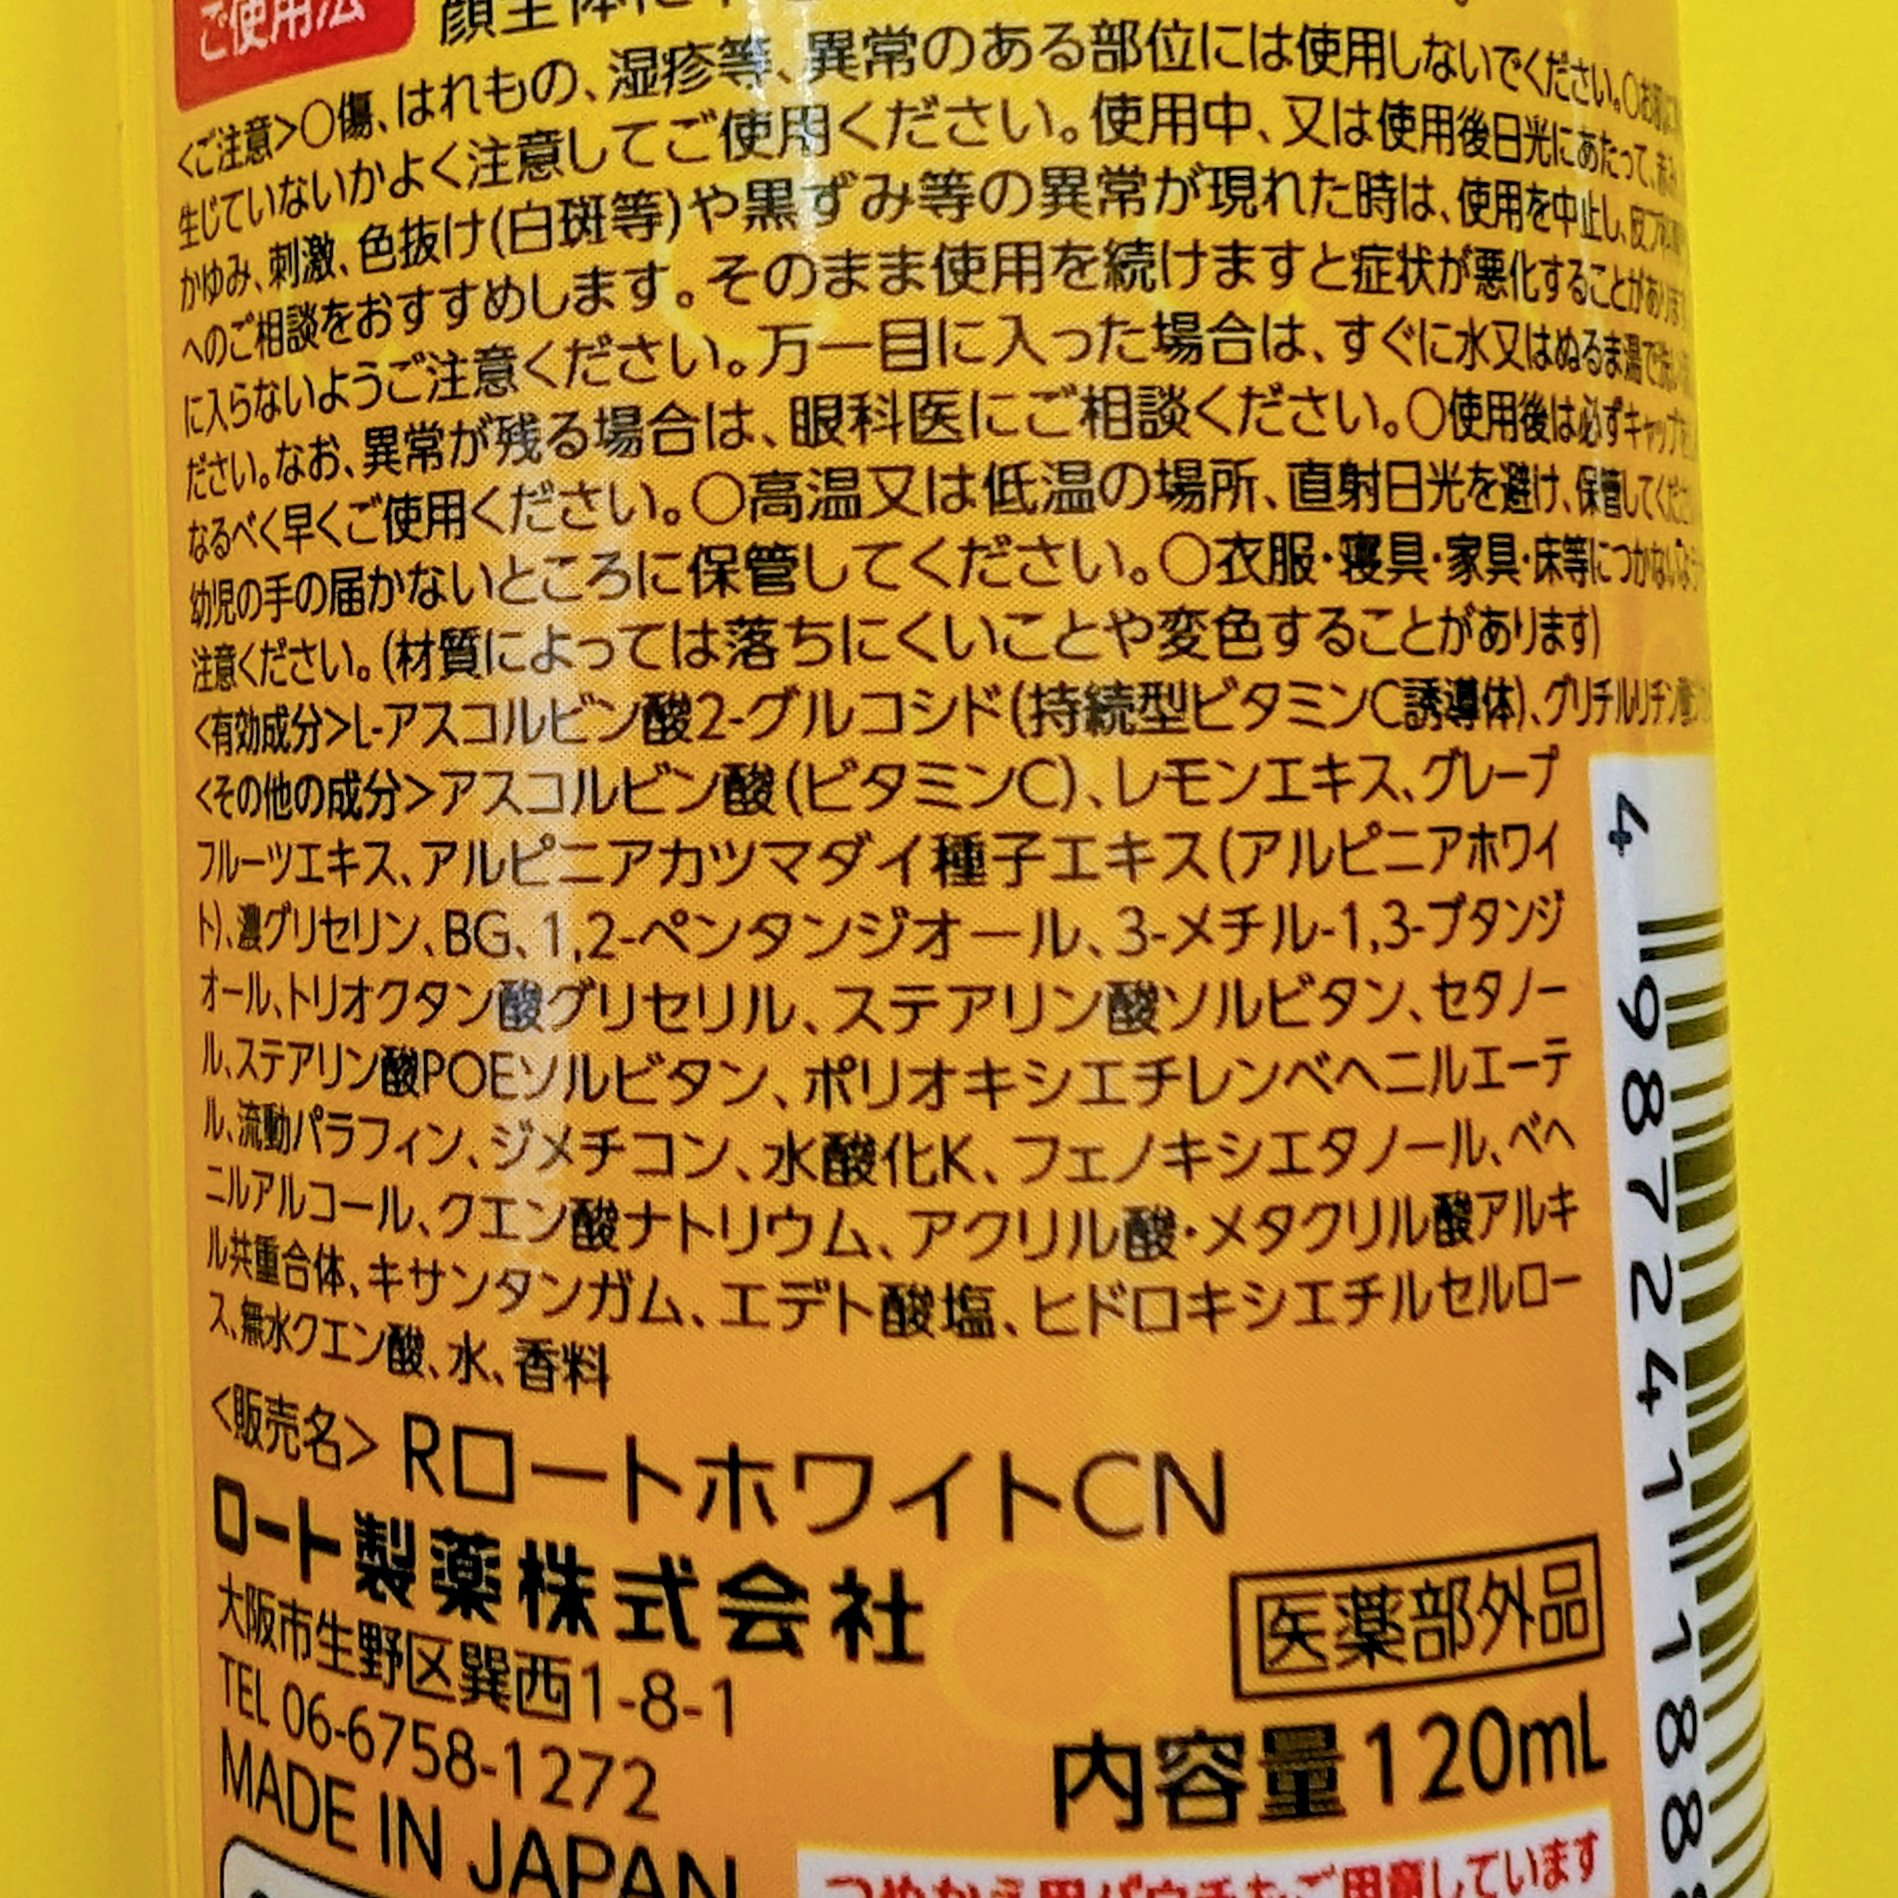 ご使用法
顔全体に
<ご注意>○傷、はれもの、湿疹等、異常のある部位には使用しないでください。○お肌に
生じていないかよく注意してご使用ください。使用中、又は使用後日光にあたって、赤み、
かゆみ、刺激、色抜け(白斑等)や黒ずみ等の異常が現れた時は、使用を中止し、皮フ
へのご相談をおすすめします。そのまま使用を続けますと症状が悪化することがあります
に入らないようご注意ください。万一目に入った場合は、すぐに水又はぬるま湯で洗い
ださい。なお、異常が残る場合は、眼科医にご相談ください。○使用後は必ずキャップを
なるべく早くご使用ください。○高温又は低温の場所、直射日光を避け、保管してくださ
幼児の手の届かないところに保管してください。○衣服・寝具・家具・床等につかないよう
注意ください。(材質によっては落ちにくいことや変色することがあります)
<有効成分>L-アスコルビン酸2-グルコシド(持続型ビタミンC誘導体)、グリチルリチン酸
<その他の成分>アスコルビン酸(ビタミンC)、レモンエキス、グレープ
フルーツエキス、アルピニアカツマダイ種子エキス(アルピニアホワイ
ト)、濃グリセリン、BG、1,2-ペンタンジオール、3-メチル-1,3-ブタンジ
オール、トリオクタン酸グリセリル、ステアリン酸ソルビタン、セタノー
ル、ステアリン酸POEソルビタン、ポリオキシエチレンベヘニルエーテ
ル、流動パラフィン、ジメチコン、水酸化K、フェノキシエタノール、ベヘ
ニルアルコール、クエン酸ナトリウム、アクリル酸・メタクリル酸アルキ
ル共重合体、キサンタンガム、エデト酸塩、ヒドロキシエチルセルロー
ス、無水クエン酸、水、香料
<販売名>RロートホワイトCN
ロート製薬株式会社
大阪市生野区巽西1-8-1
TEL 06-6758-1272
MADE IN JAPAN
医薬部外品
内容量120mL
つめかえ用パウチをご用意しています
4 987241 188